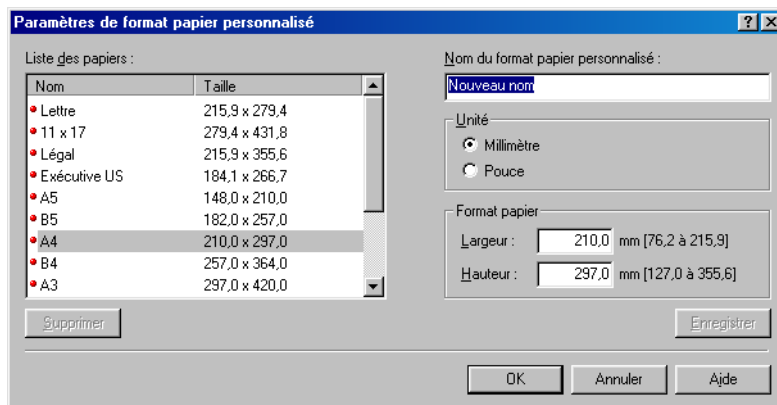 Paramètres de format papier personnalisé
Liste des papiers :
Nom Taille
Lettre 215,9 x 279,4
11 x 17 279,4 x 431,8
Légal 215,9 x 355,6
Exécutive US 184,1 x 266,7
A5 148,0 x 210,0
B5 182,0 x 257,0
A4 210,0 x 297,0
B4 257,0 x 364,0
A3 297,0 x 420,0
Supprimer
Nom du format papier personnalisé :
Nouveau nom
Unité
Millimètre
Pouce
Format papier
Largeur : 210,0 mm [76,2 à 215,9]
Hauteur : 297,0 mm [127,0 à 355,6]
Enregistrer
OK Annuler Aide